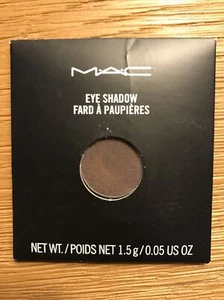 MAC
EYE SHADOW
FARD À PAUPIÈRES
NET WT./POIDS NET 1.5 g/0.05 US OZ